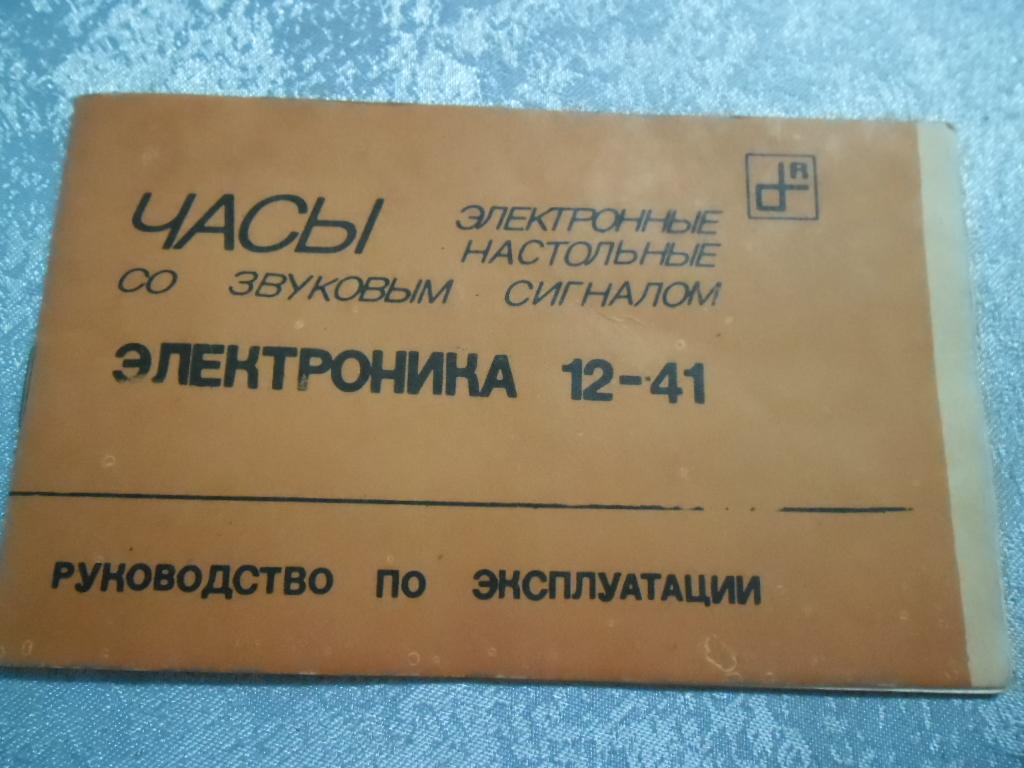 ЧАСЫ ЭЛЕКТРОННЫЕ
НАСТОЛЬНЫЕ
СО ЗВУКОВЫМ СИГНАЛОМ
ЭЛЕКТРОНИКА 12-41
РУКОВОДСТВО ПО ЭКСПЛУАТАЦИИ
R